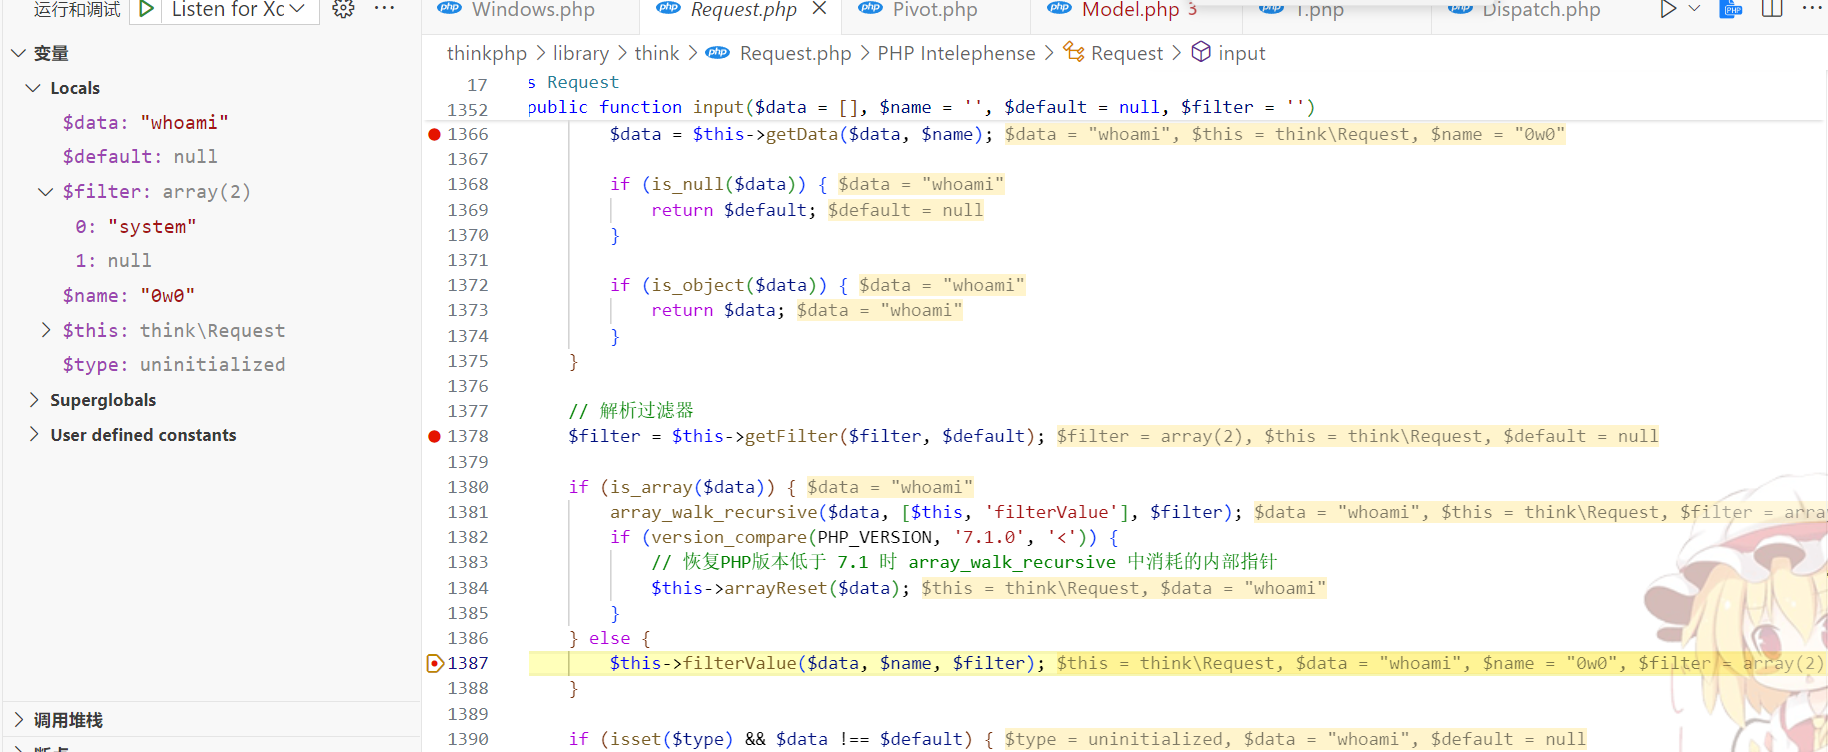 运行和调试 Listen for Xc
变量
Locals
$data: "whoami"
$default: null
$filter: array(2)
0: "system"
1: null
$name: "0w0"
$this: think\Request
$type: uninitialized
Superglobals
User defined constants
调用堆栈
断点
php Windows.php php Request.php php Pivot.php php Model.php 3 php php Dispatch.php PHP
thinkphp > library > think > php Request.php > PHP Intelephense > Request > input
17 s Request
1352 public function input($data = [], $name = '', $default = null, $filter = '')
1366 $data = $this->getData($data, $name); $data = "whoami", $this = think\Request, $name = "0w0"
1367
1368 if (is_null($data)) { $data = "whoami"
1369 return $default; $default = null
1370 }
1371
1372 if (is_object($data)) { $data = "whoami"
1373 return $data; $data = "whoami"
1374 }
1375 }
1376
1377 // 解析过滤器
1378 $filter = $this->getFilter($filter, $default); $filter = array(2), $this = think\Request, $default = null
1379
1380 if (is_array($data)) { $data = "whoami"
1381 array_walk_recursive($data, [$this, 'filterValue'], $filter); $data = "whoami", $this = think\Request, $filter = arra
1382 if (version_compare(PHP_VERSION, '7.1.0', '<')) {
1383 // 恢复PHP版本低于 7.1 时 array_walk_recursive 中消耗的内部指针
1384 $this->arrayReset($data); $this = think\Request, $data = "whoami"
1385 }
1386 } else {
1387 $this->filterValue($data, $name, $filter); $this = think\Request, $data = "whoami", $name = "0w0", $filter = array(2)
1388 }
1389
1390 if (isset($type) && $data !== $default) { $type = uninitialized, $data = "whoami", $default = null